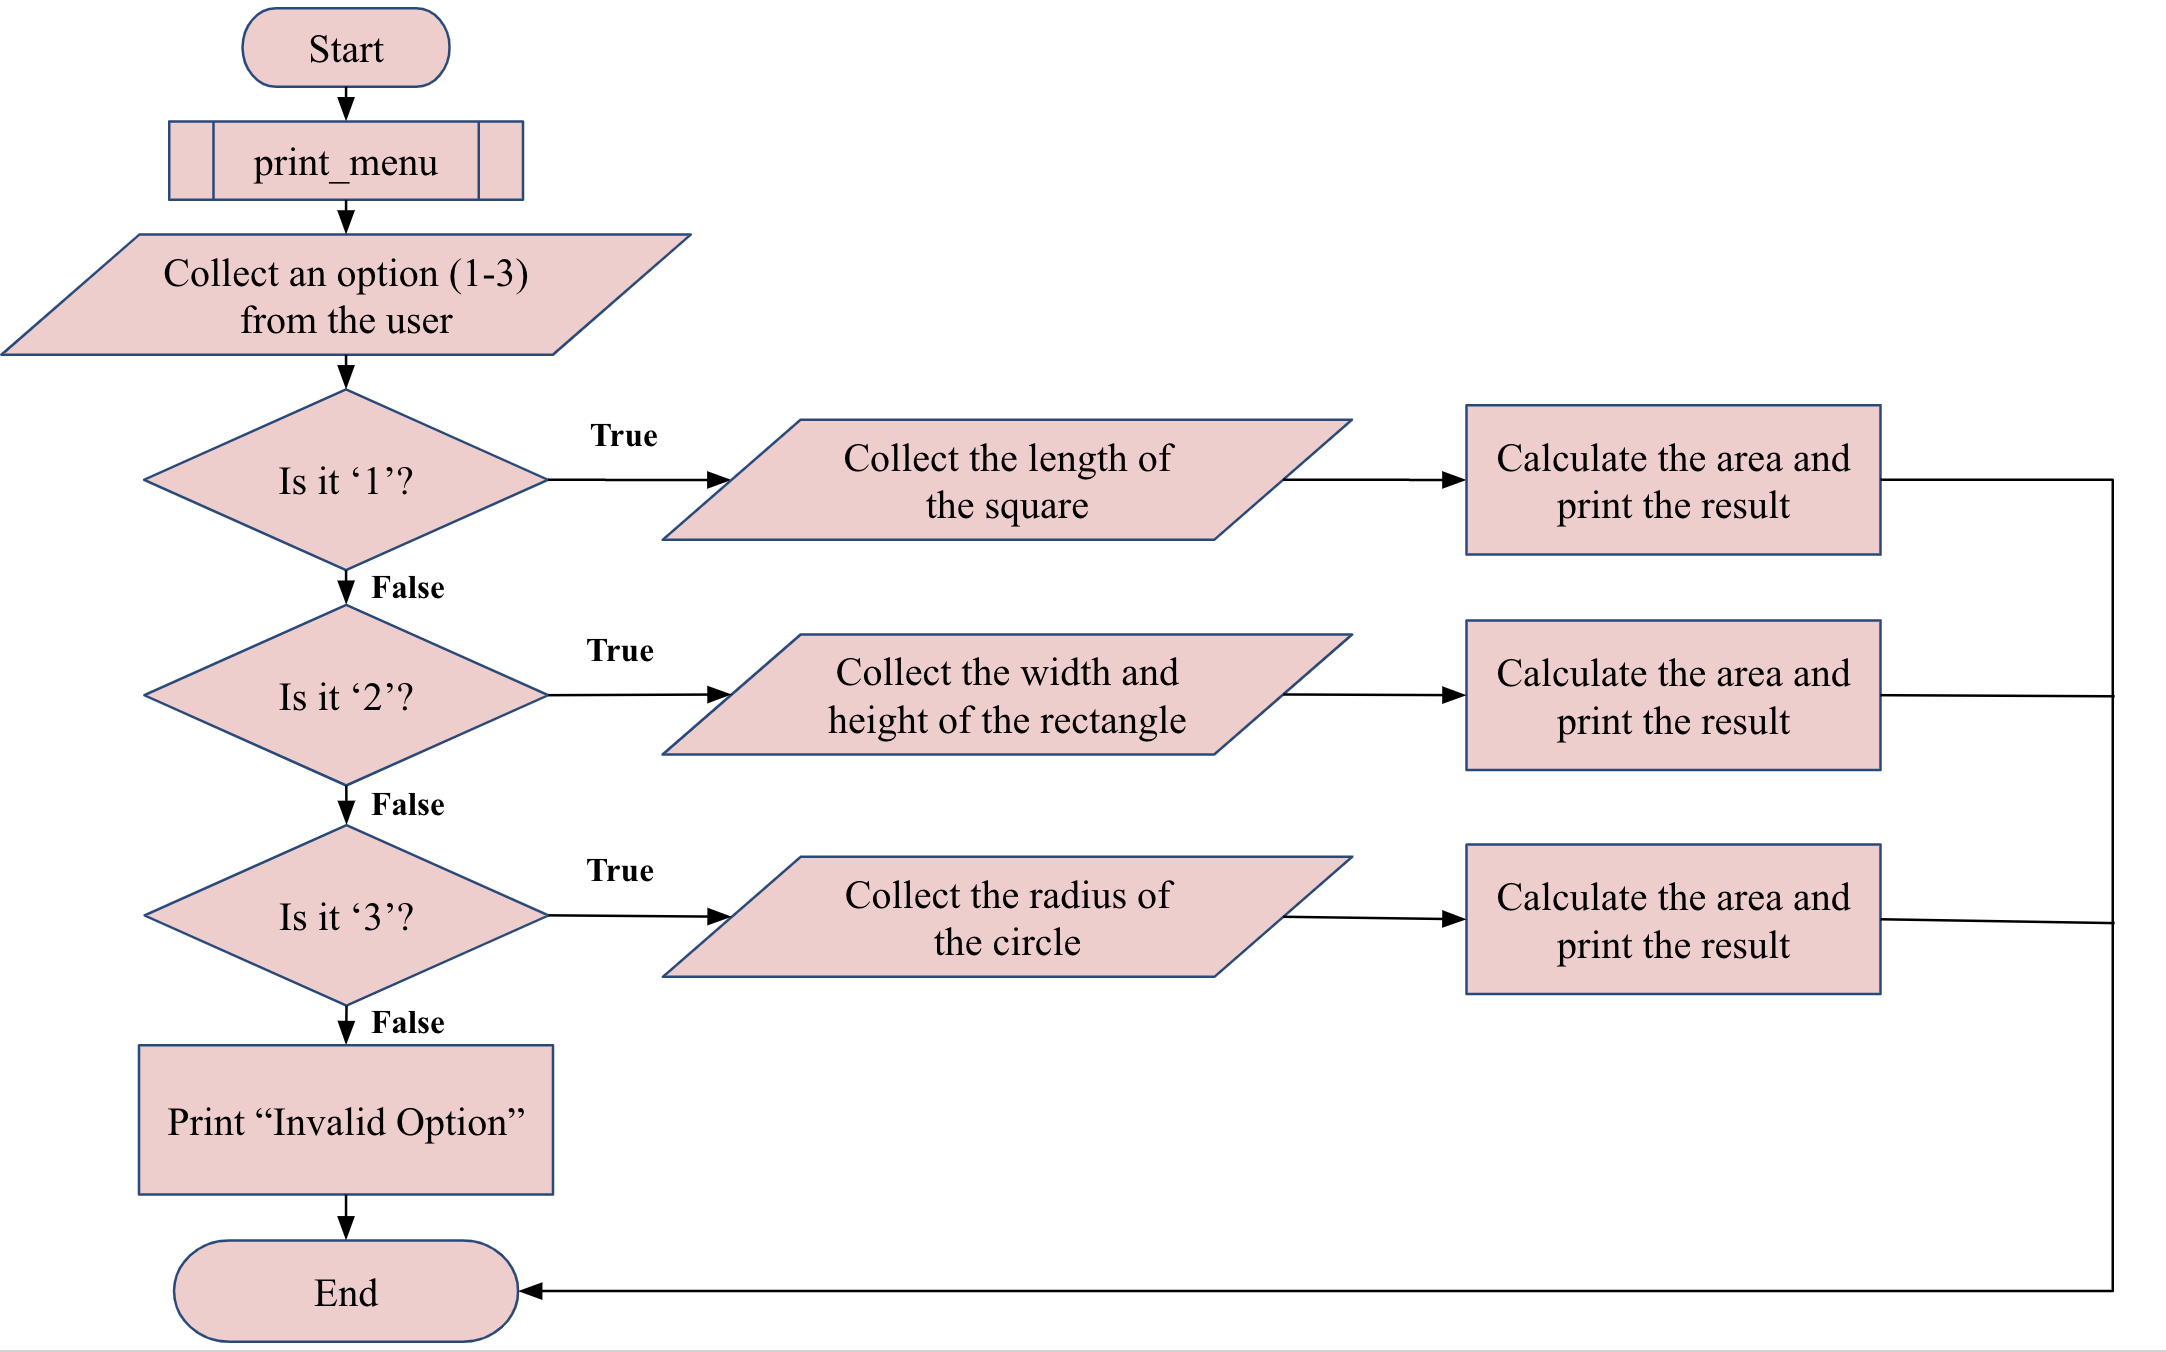 Start
print_menu
Collect an option (1-3)
from the user
Is it ‘1’?
True
Collect the length of
the square
Calculate the area and
print the result
False
Is it ‘2’?
True
Collect the width and
height of the rectangle
Calculate the area and
print the result
False
Is it ‘3’?
True
Collect the radius of
the circle
Calculate the area and
print the result
False
Print “Invalid Option”
End